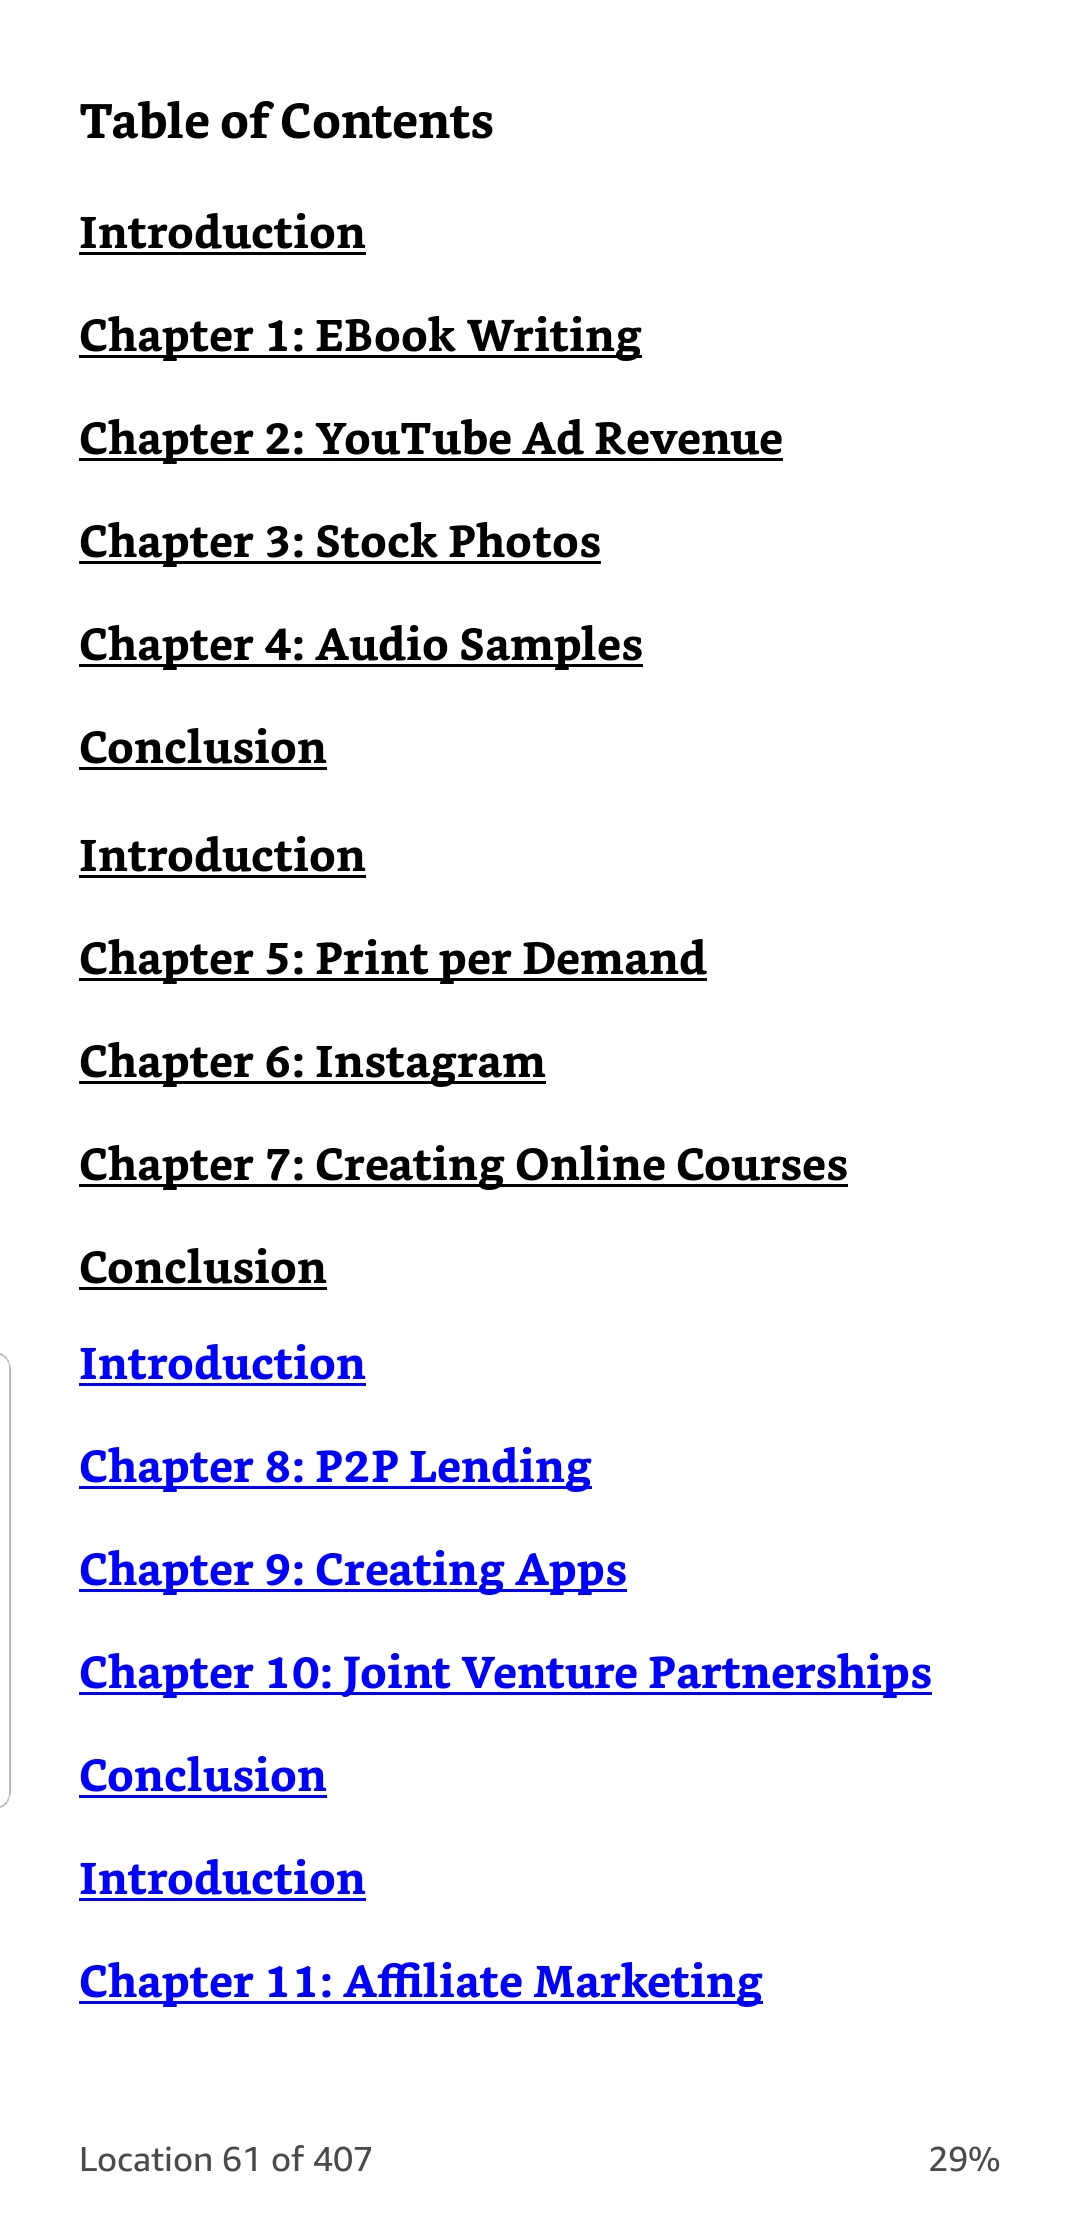 Table of Contents
Introduction
Chapter 1: EBook Writing
Chapter 2: YouTube Ad Revenue
Chapter 3: Stock Photos
Chapter 4: Audio Samples
Conclusion
Introduction
Chapter 5: Print per Demand
Chapter 6: Instagram
Chapter 7: Creating Online Courses
Conclusion
Introduction
Chapter 8: P2P Lending
Chapter 9: Creating Apps
Chapter 10: Joint Venture Partnerships
Conclusion
Introduction
Chapter 11: Affiliate Marketing
Location 61 of 407 29%